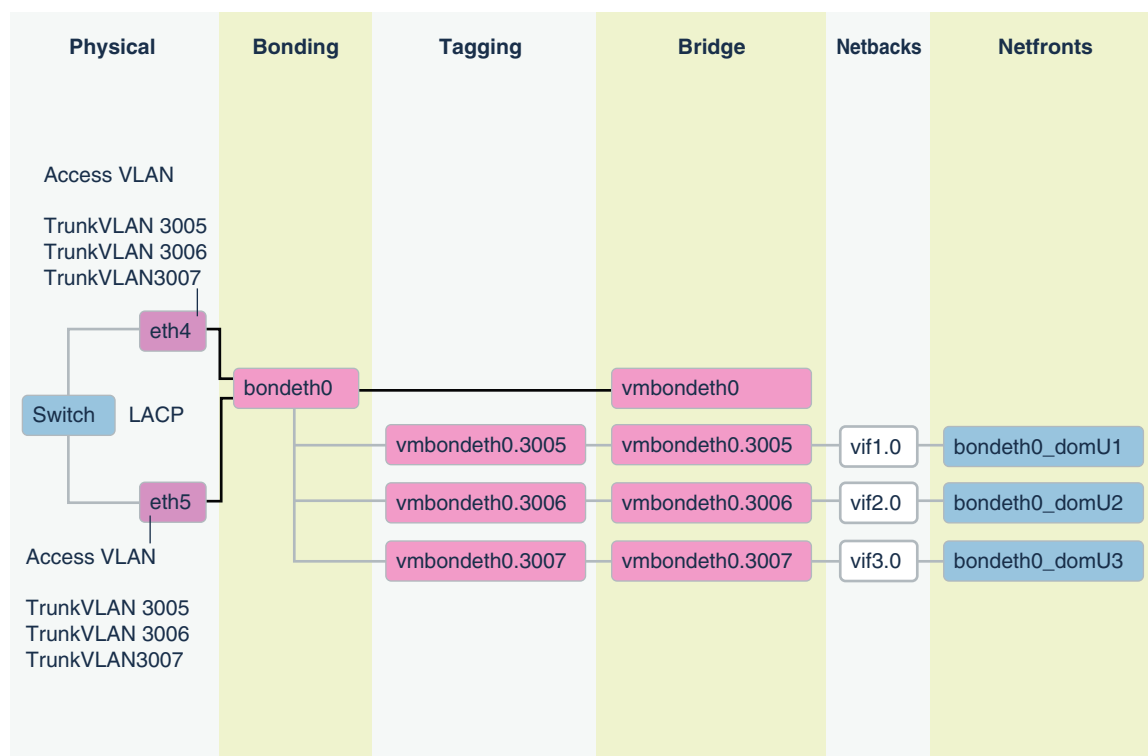 Physical
Bonding
Tagging
Bridge
Netbacks
Netfronts
Access VLAN
TrunkVLAN 3005
TrunkVLAN 3006
TrunkVLAN3007
eth4
bondeth0
vmbondeth0
Switch
LACP
vmbondeth0.3005
vmbondeth0.3005
vif1.0
bondeth0_domU1
eth5
vmbondeth0.3006
vmbondeth0.3006
vif2.0
bondeth0_domU2
Access VLAN
vmbondeth0.3007
vmbondeth0.3007
vif3.0
bondeth0_domU3
TrunkVLAN 3005
TrunkVLAN 3006
TrunkVLAN3007